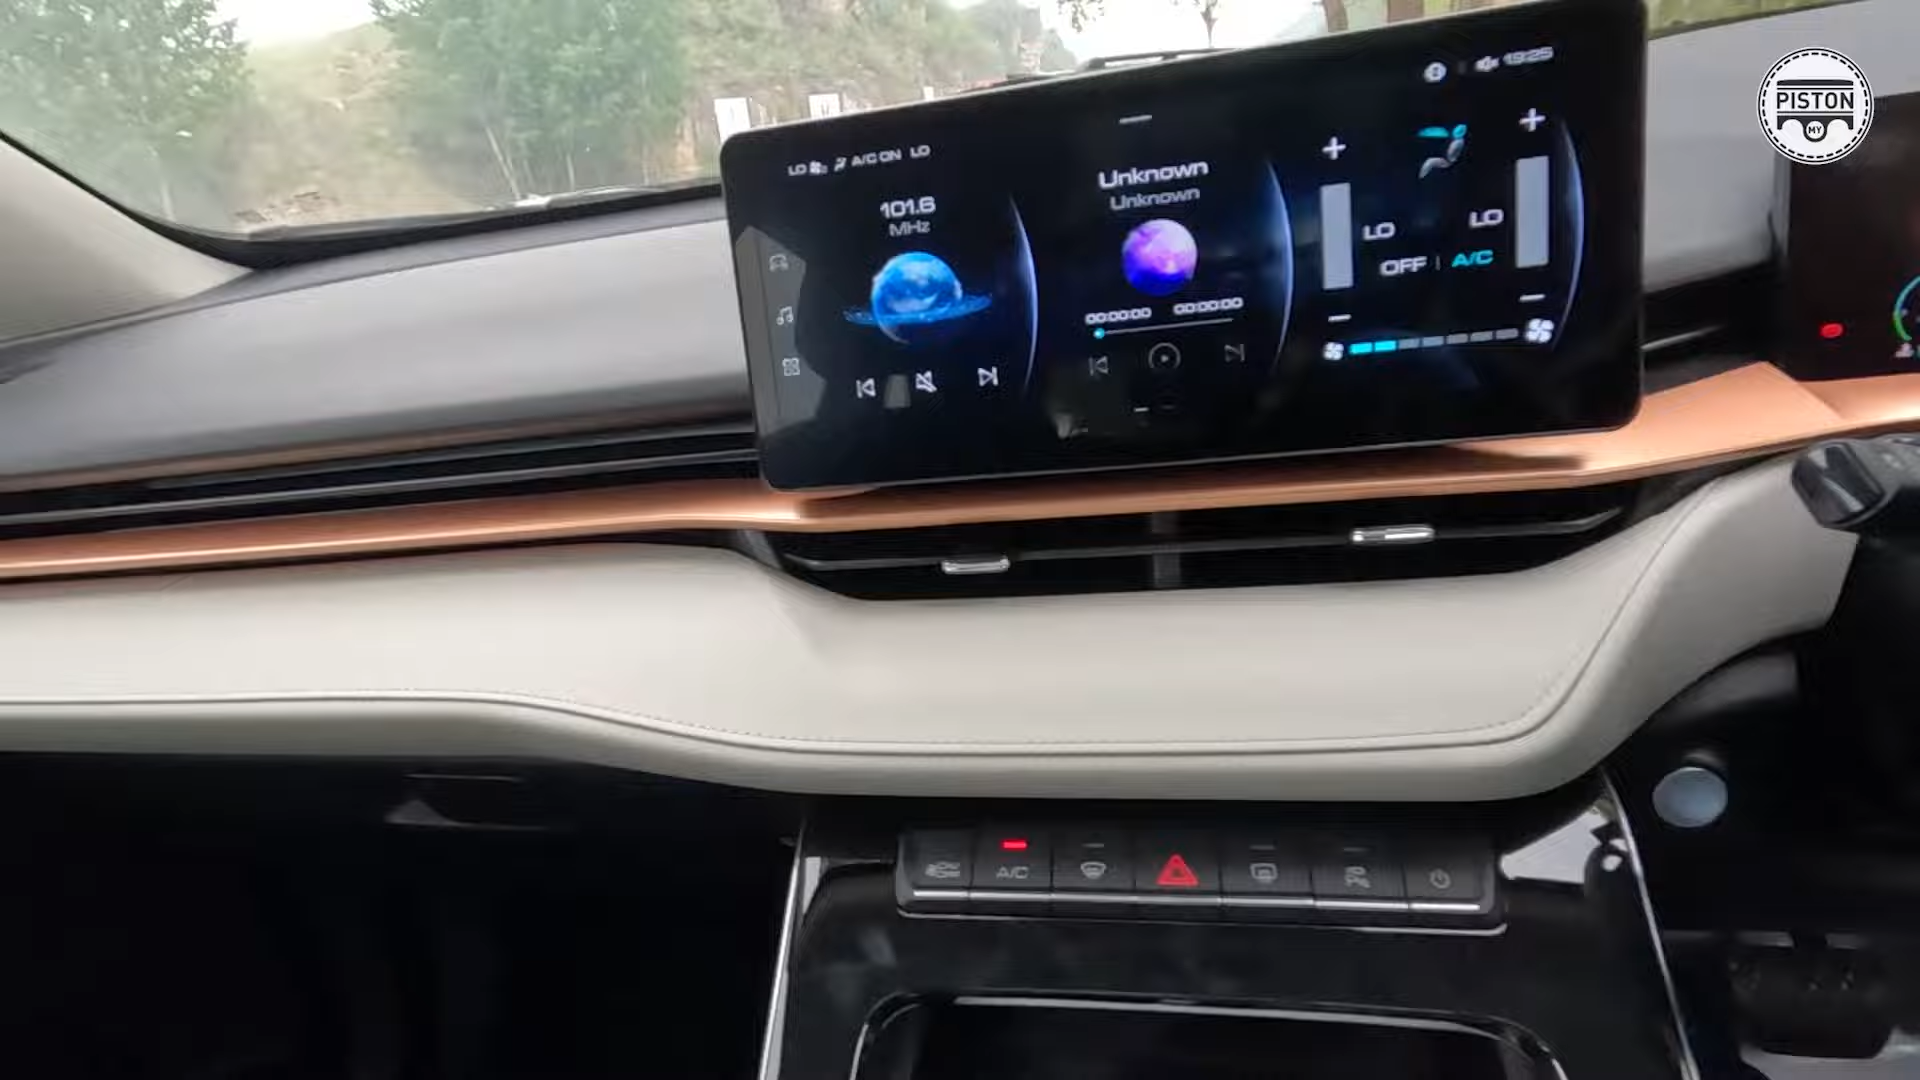 LO A/C ON LO
101.6
MHz
Unknown
Unknown
00:00:00 00:00:00
19:25
LO LO
OFF | A/C
A/C
PISTON
MY